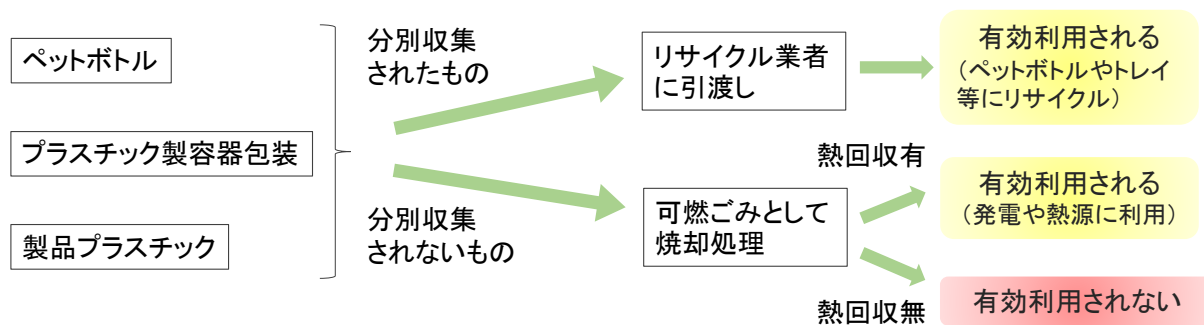 ペットボトル
プラスチック製容器包装
製品プラスチック
分別収集
されたもの
分別収集
されないもの
リサイクル業者
に引渡し
可燃ごみとして
焼却処理
熱回収有
熱回収無
有効利用される
(ペットボトルやトレイ
等にリサイクル)
有効利用される
(発電や熱源に利用)
有効利用されない